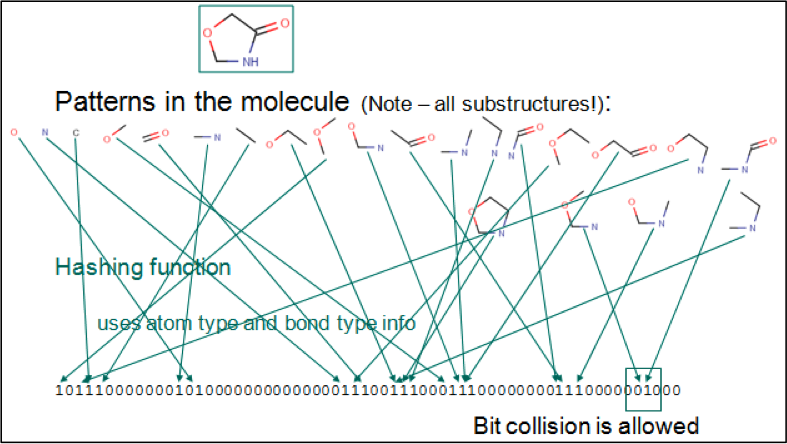 O
NH
O
Patterns in the molecule (Note – all substructures!):
O N C O O N O O O O N O N N N O O O O O N N O
O N O N O N N
Hashing function
uses atom type and bond type info
Bit collision is allowed